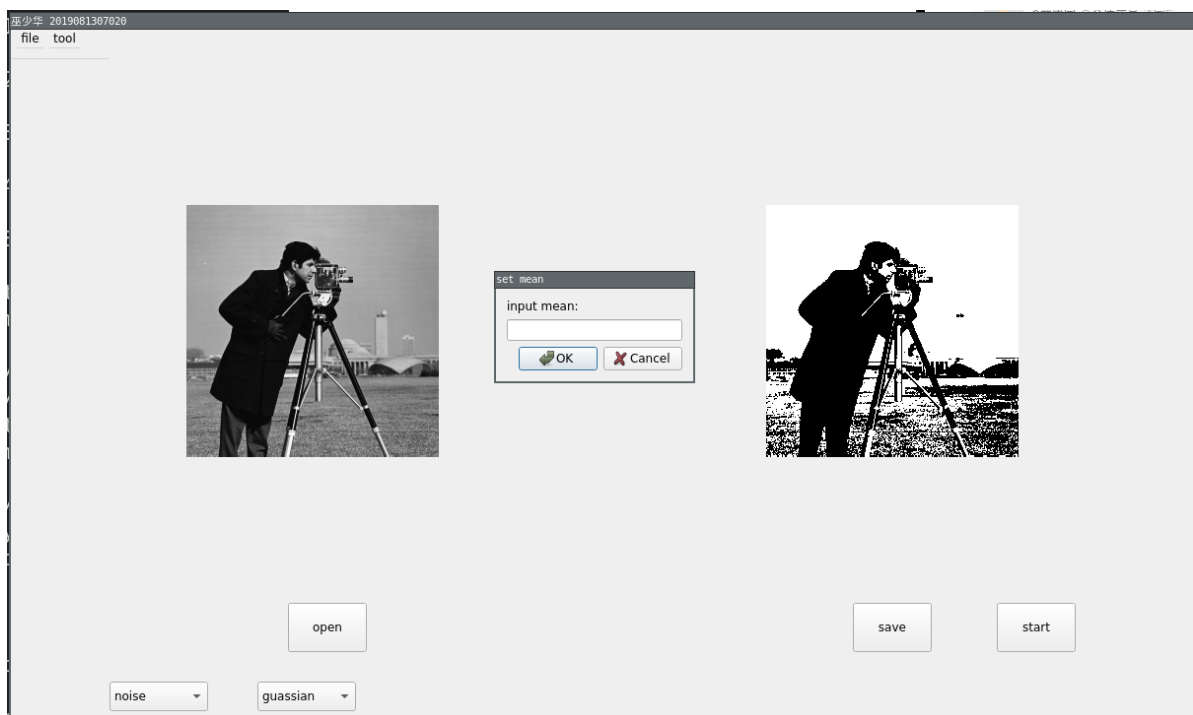 巫少华 2019081307020
file tool
set mean
input mean:
OK Cancel
open save start
noise guassian